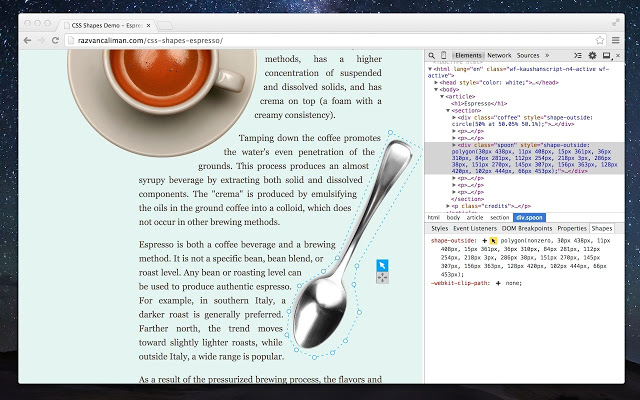 CSS Shapes Demo – Espre
razvancaliman.com/css-shapes-espresso/
methods, has a higher
concentration of suspended
and dissolved solids, and has
crema on top (a foam with a
creamy consistency).
Tamping down the coffee promotes
the water's even penetration of the
grounds. This process produces an almost
syrupy beverage by extracting both solid and dissolved
components. The "crema" is produced by emulsifying
the oils in the ground coffee into a colloid, which does
not occur in other brewing methods.
Espresso is both a coffee beverage and a brewing
method. It is not a specific bean, bean blend, or
roast level. Any bean or roasting level can
be used to produce authentic espresso.
For example, in southern Italy, a
darker roast is generally preferred.
Farther north, the trend moves
toward slightly lighter roasts, while
outside Italy, a wide range is popular.
As a result of the pressurized brewing process, the flavors and
Elements Network Sources »
<html lang="en" class="wf-kaushanscript-n4-active wf-
active">
▶<head style="color: white;">…</head>
▼<body>
▼<article>
<h1>Espresso</h1>
▼<section>
▶<div class="coffee" style="shape-outside:
circle(50% at 50.05% 50.1%);">…</div>
▶<p>…</p>
▶<p>…</p>
▶<div class="spoon" style="shape-outside:
polygon(30px 438px, 11px 408px, 15px 361px, 36px
310px, 84px 281px, 112px 254px, 218px 3px, 286px
38px, 151px 270px, 145px 307px, 156px 363px, 128px
420px, 102px 444px, 66px 453px);">…</div>
▶<p>…</p>
▶<p>…</p>
▶<p>…</p>
</section>
▶<p class="credits">…</p>
html body article section div.spoon
Styles Event Listeners DOM Breakpoints Properties Shapes
shape-outside: polygon(nonzero, 30px 438px, 11px
408px, 15px 361px, 36px 310px, 84px 281px, 112px
254px, 218px 3px, 286px 38px, 151px 270px, 145px
307px, 156px 363px, 128px 420px, 102px 444px, 66px
453px);
-webkit-clip-path: none;